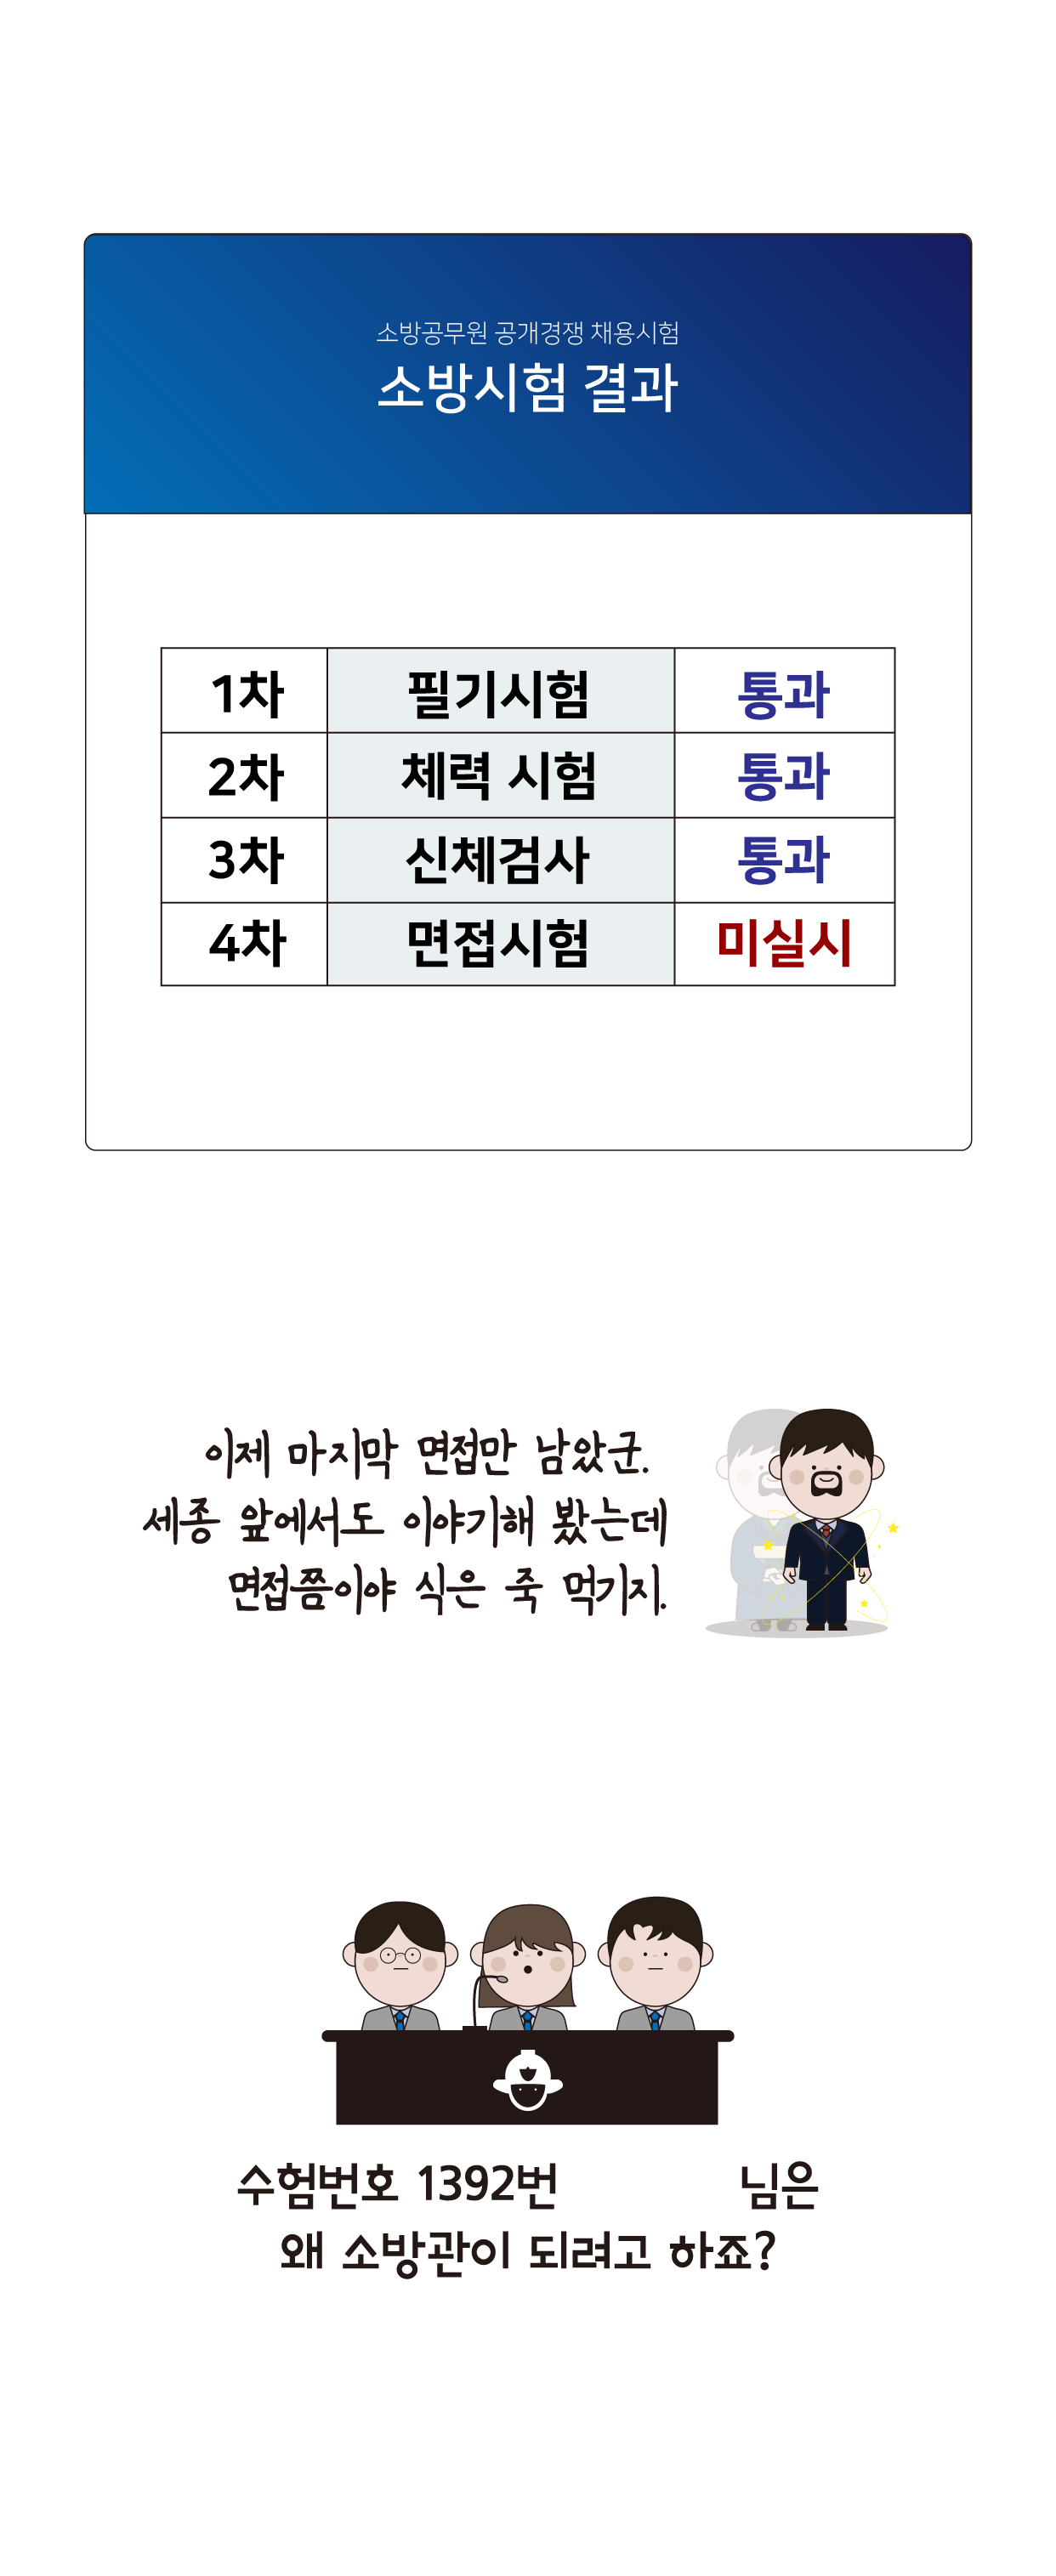 소방공무원 공개경쟁 채용시험
소방시험 결과
1차 필기시험 통과
2차 체력 시험 통과
3차 신체검사 통과
4차 면접시험 미실시
이제 마지막 면접만 남았군.
세종 앞에서도 이야기해 봤는데
면접쯤이야 식은 죽 먹기지.
수험번호 1392번 님은
왜 소방관이 되려고 하죠?